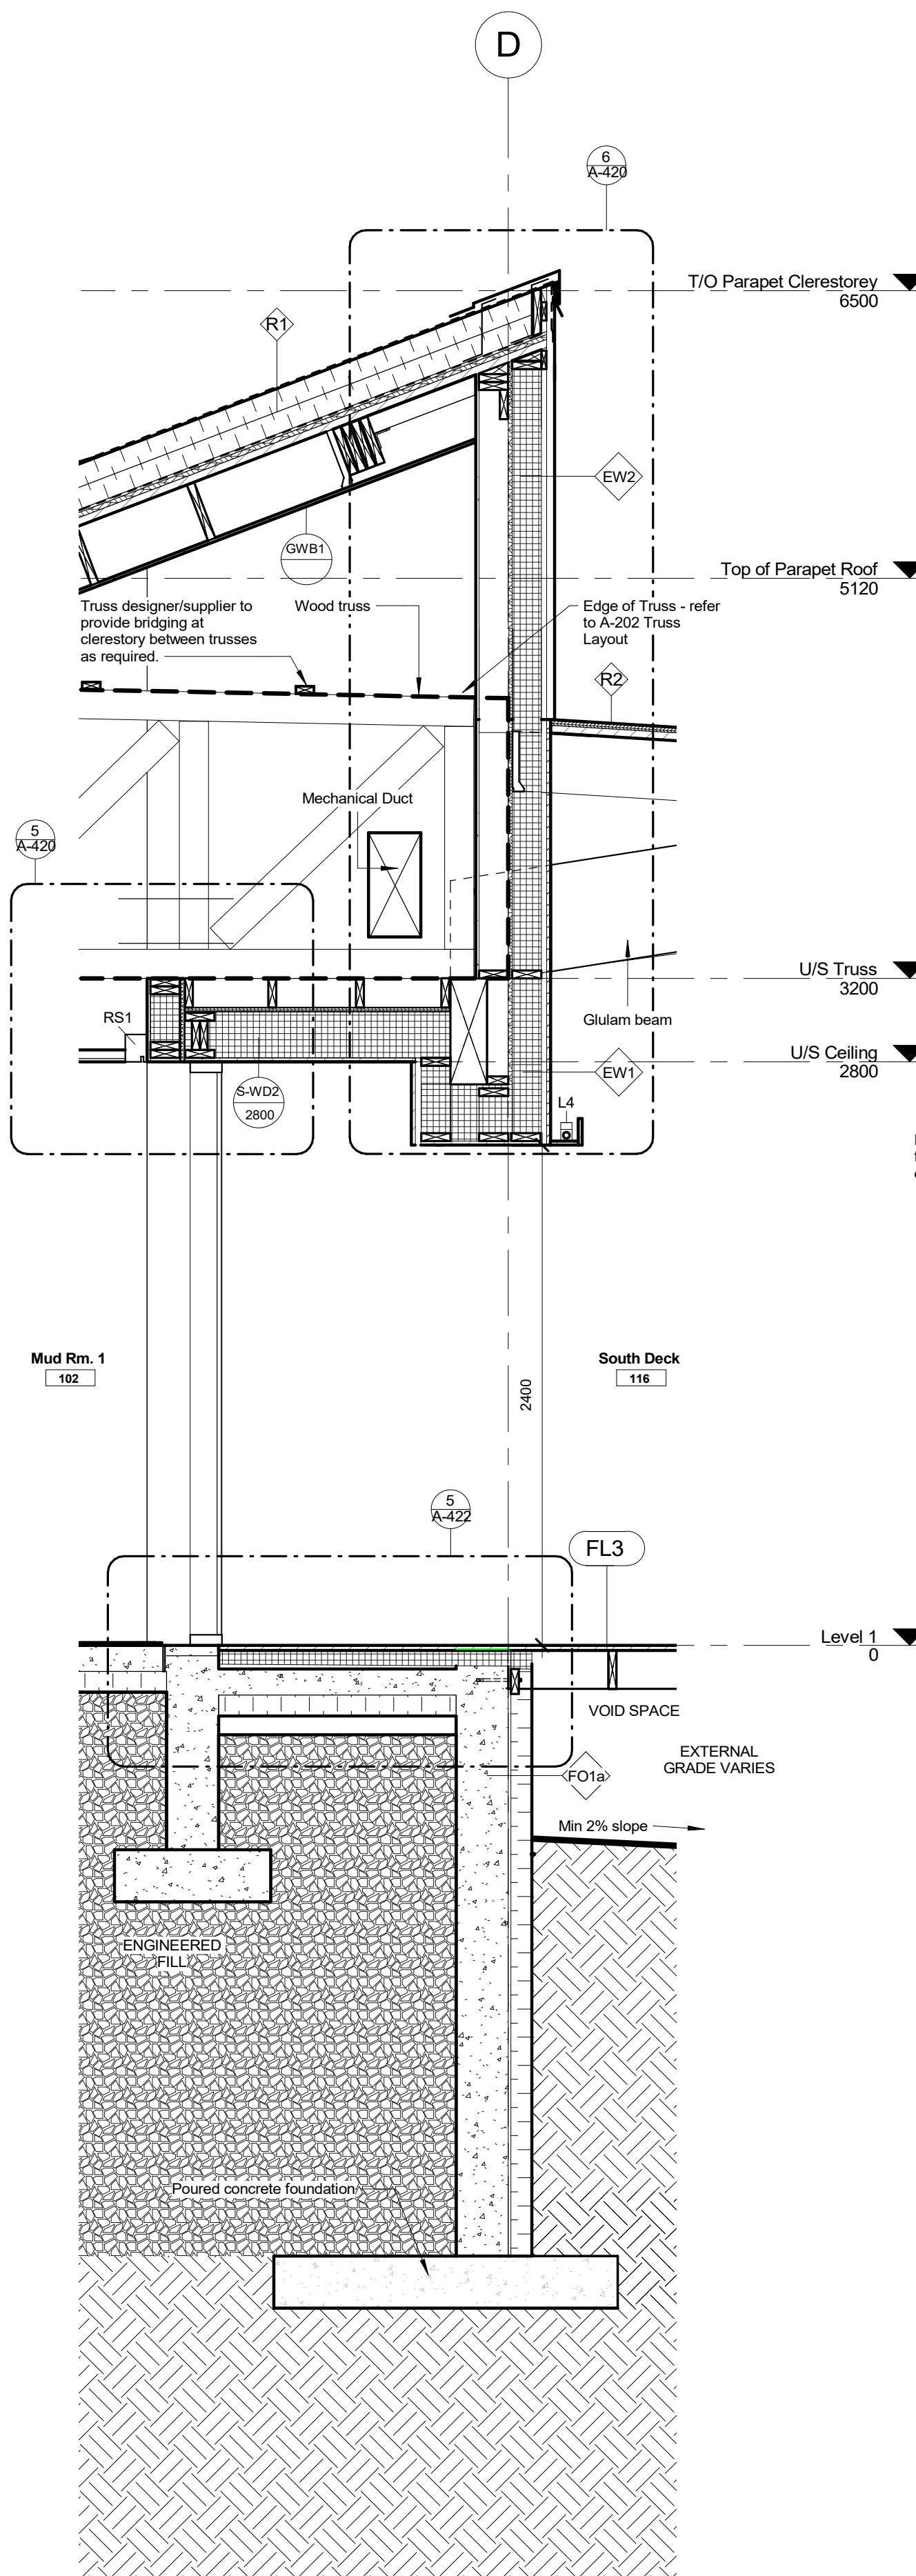 D
6
A-420
T/O Parapet Clerestorey
6500
R1
EW2
GWB1
Top of Parapet Roof
5120
Truss designer/supplier to
provide bridging at
clerestory between trusses
as required.
Wood truss
Edge of Truss - refer
to A-202 Truss
Layout
R2
Mechanical Duct
5
A-420
U/S Truss
3200
RS1
Glulam beam
U/S Ceiling
2800
S-WD2
2800
EW1
L4
Mud Rm. 1
102
South Deck
116
2400
5
A-422
FL3
Level 1
0
VOID SPACE
EXTERNAL
GRADE VARIES
FO1a
Min 2% slope
ENGINEERED
FILL
Poured concrete foundation